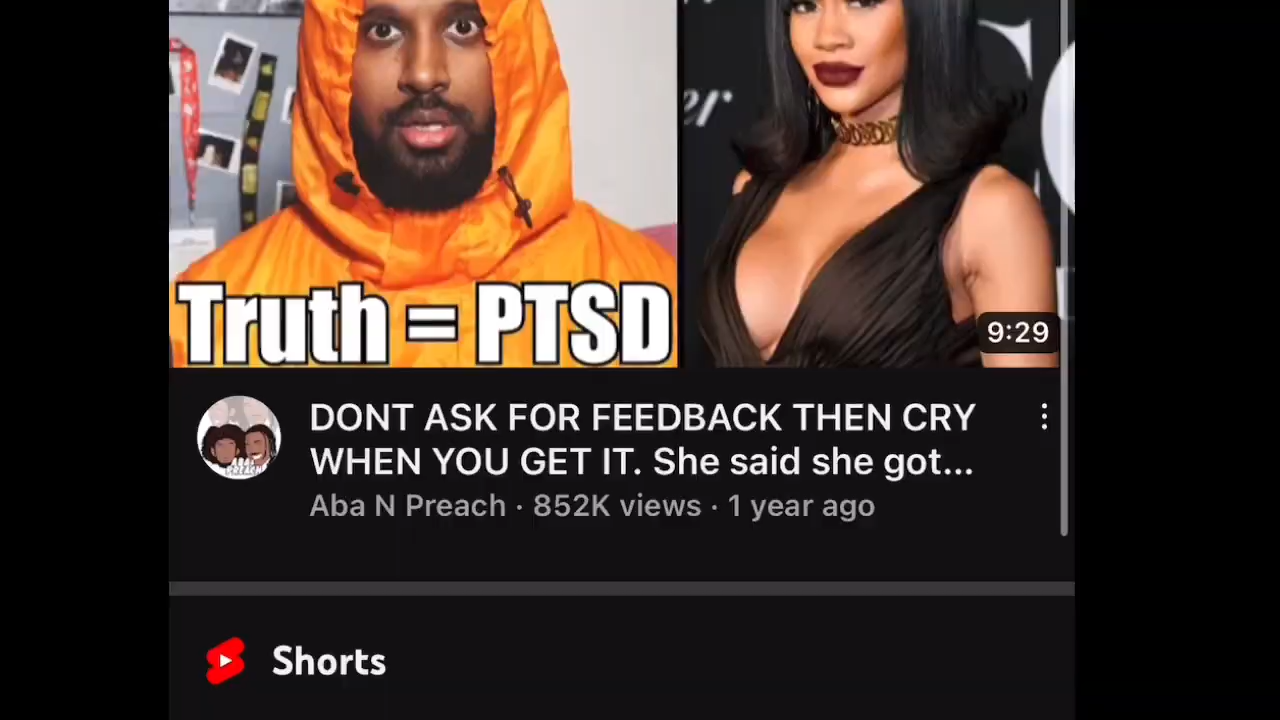 er
Truth = PTSD
9:29
DONT ASK FOR FEEDBACK THEN CRY
WHEN YOU GET IT. She said she got...
Aba N Preach · 852K views · 1 year ago
Shorts